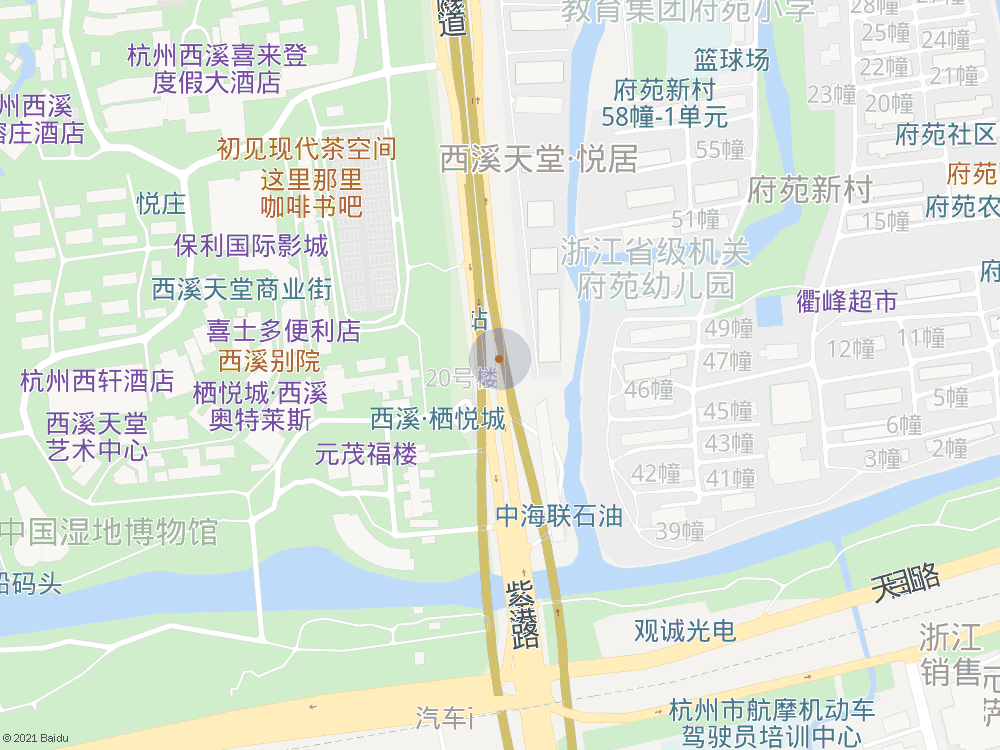 隧道
教育集团府苑小学
28幢
25幢
24幢
22幢
21幢
23幢
20幢
篮球场
府苑新村
58幢-1单元
杭州西溪喜来登
度假大酒店
州西溪
庄酒店
初见现代茶空间
这里那里
咖啡书吧
西溪天堂·悦居
55幢
府苑社区
府苑
府苑新村
府苑农
悦庄
51幢
15幢
保利国际影城
浙江省级机关
府苑幼儿园
府
西溪天堂商业街
衢峰超市
站
喜士多便利店
49幢
11幢
12幢
西溪别院
47幢
杭州西轩酒店
20号楼
46幢
栖悦城·西溪
奥特莱斯
5幢
西溪天堂
艺术中心
西溪·栖悦城
45幢
6幢
43幢
2幢
元茂福楼
3幢
42幢
41幢
中海联石油
39幢
中国湿地博物馆
船码头
紫港路
天目路
观诚光电
浙江
销售
汽车
杭州市航摩机动车
驾驶员培训中心
© 2021 Baidu